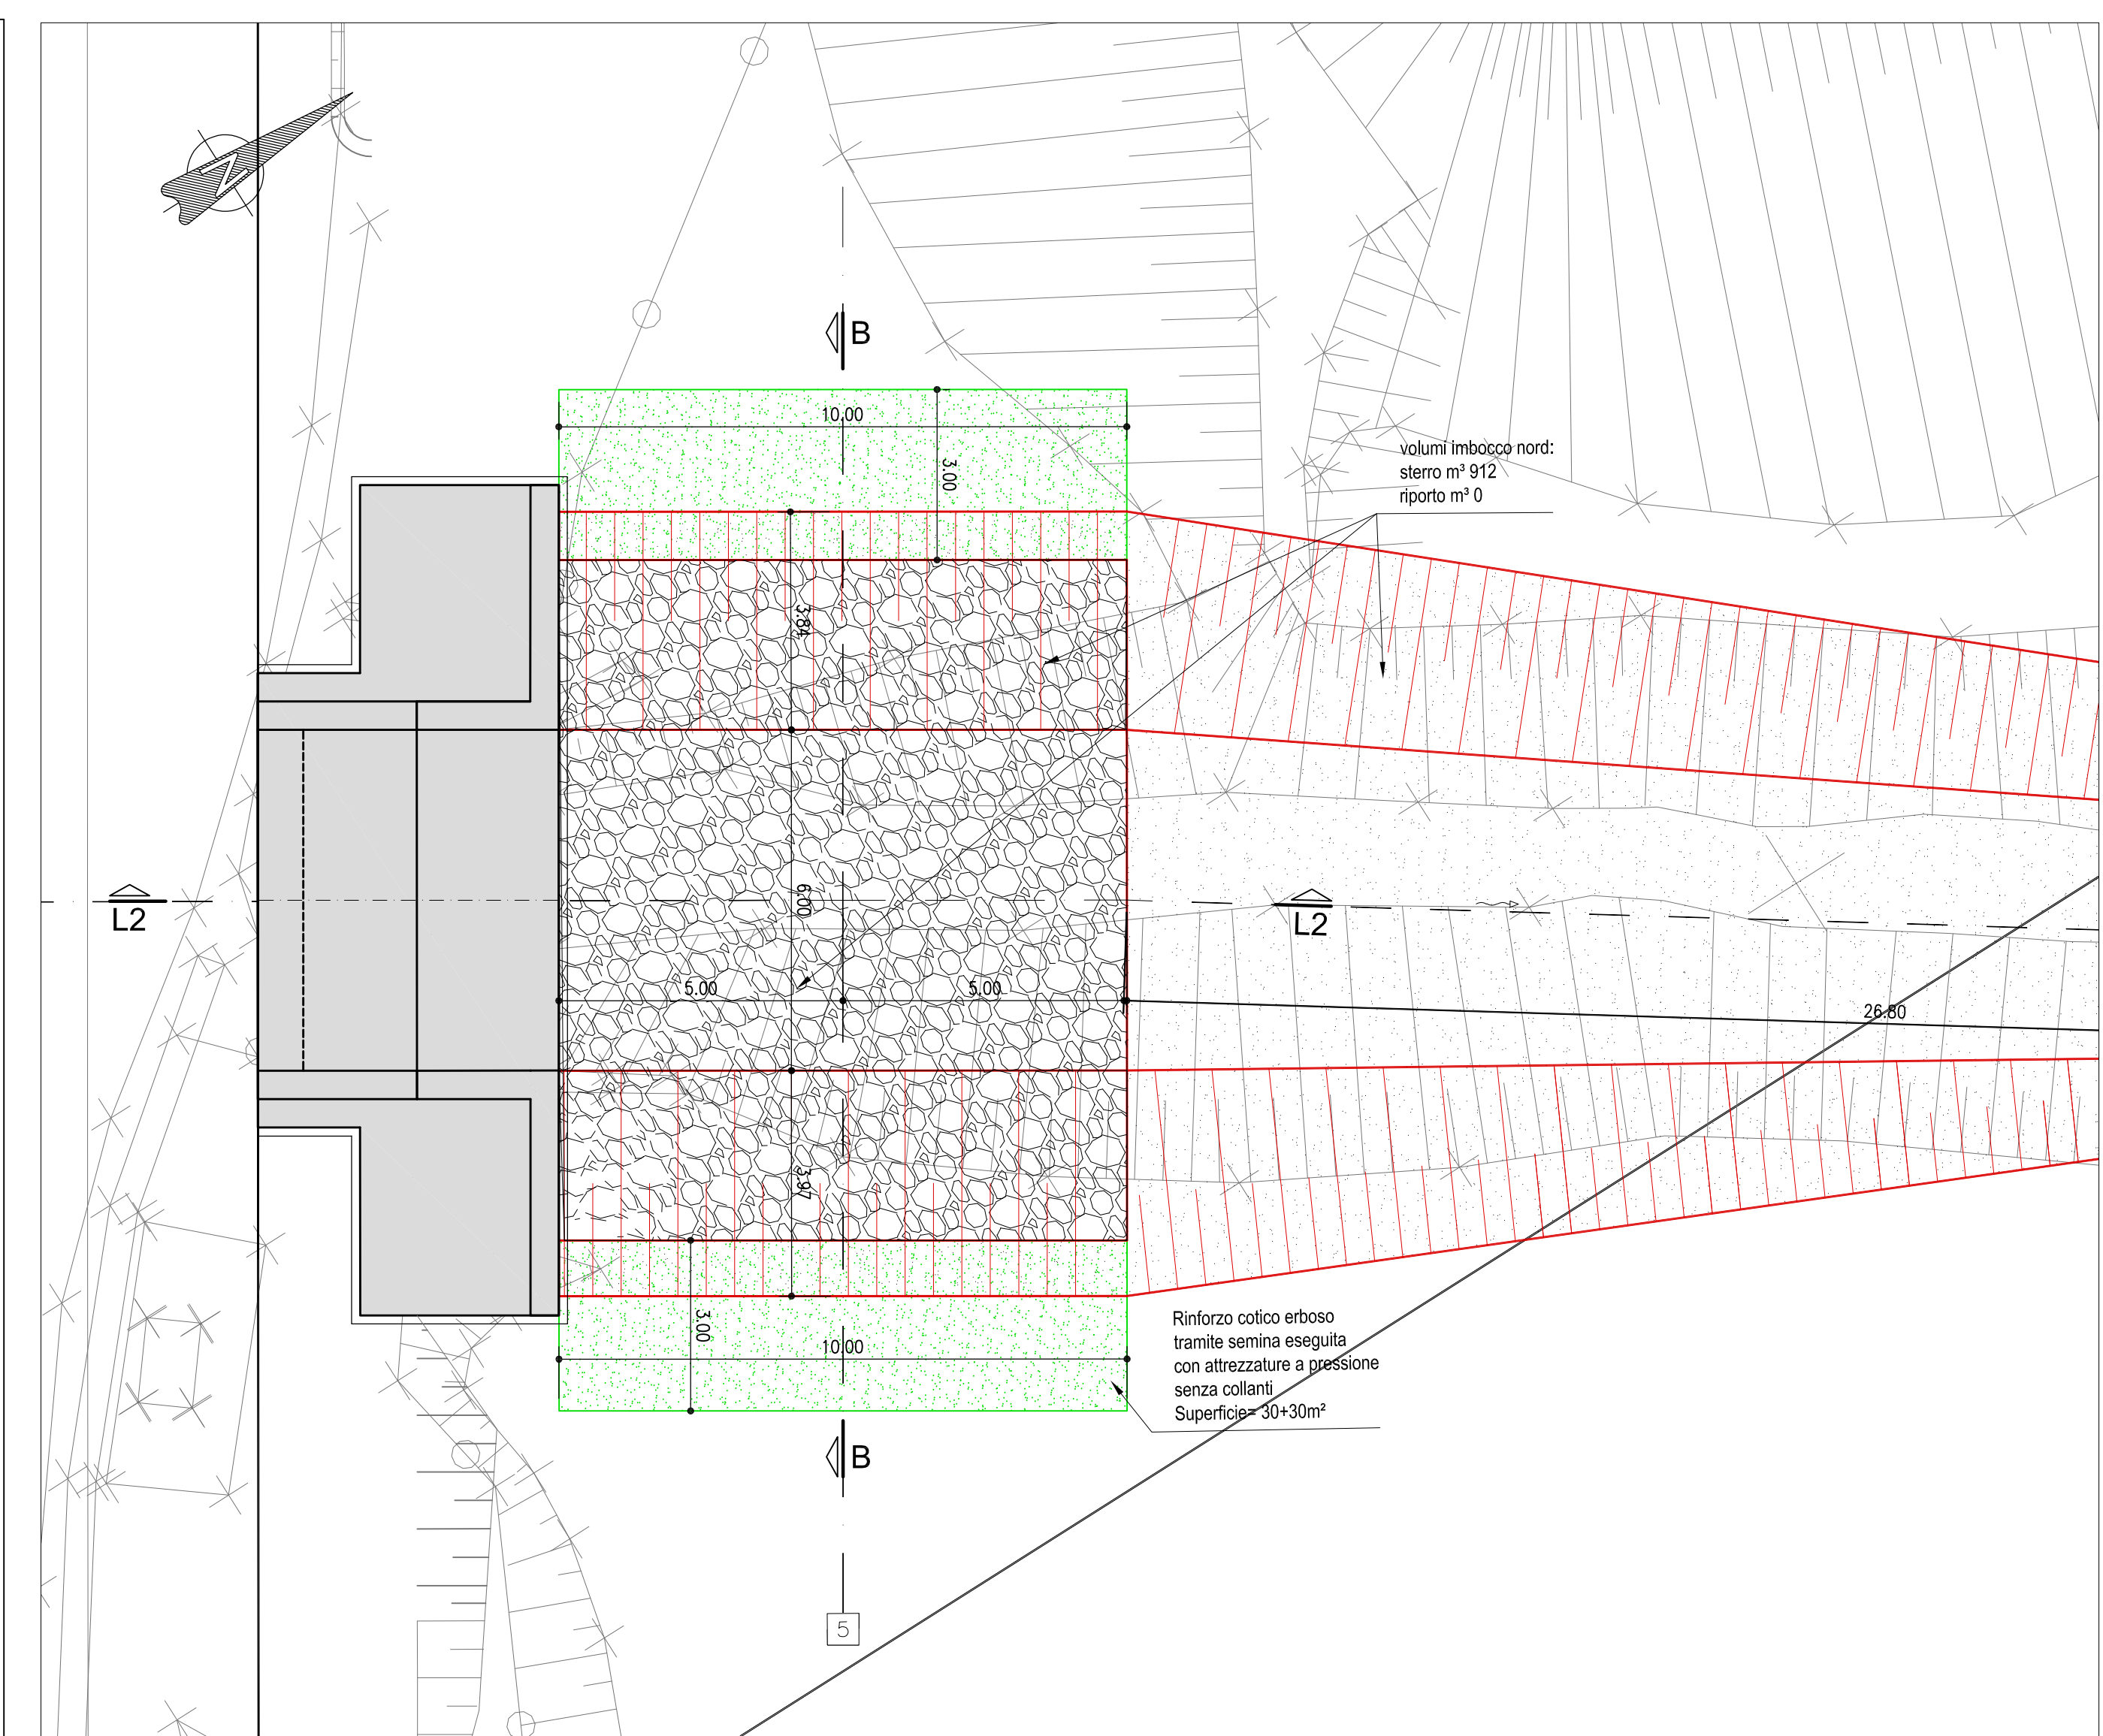 N
B
10.00
3.00
volumi imbocco nord:
sterro m³ 912
riporto m³ 0
3.84
6.00
L2
L2
5.00
5.00
26.80
3.97
3.00
10.00
Rinforzo cotico erboso
tramite semina eseguita
con attrezzature a pressione
senza collanti
Superficie= 30+30m²
B
5